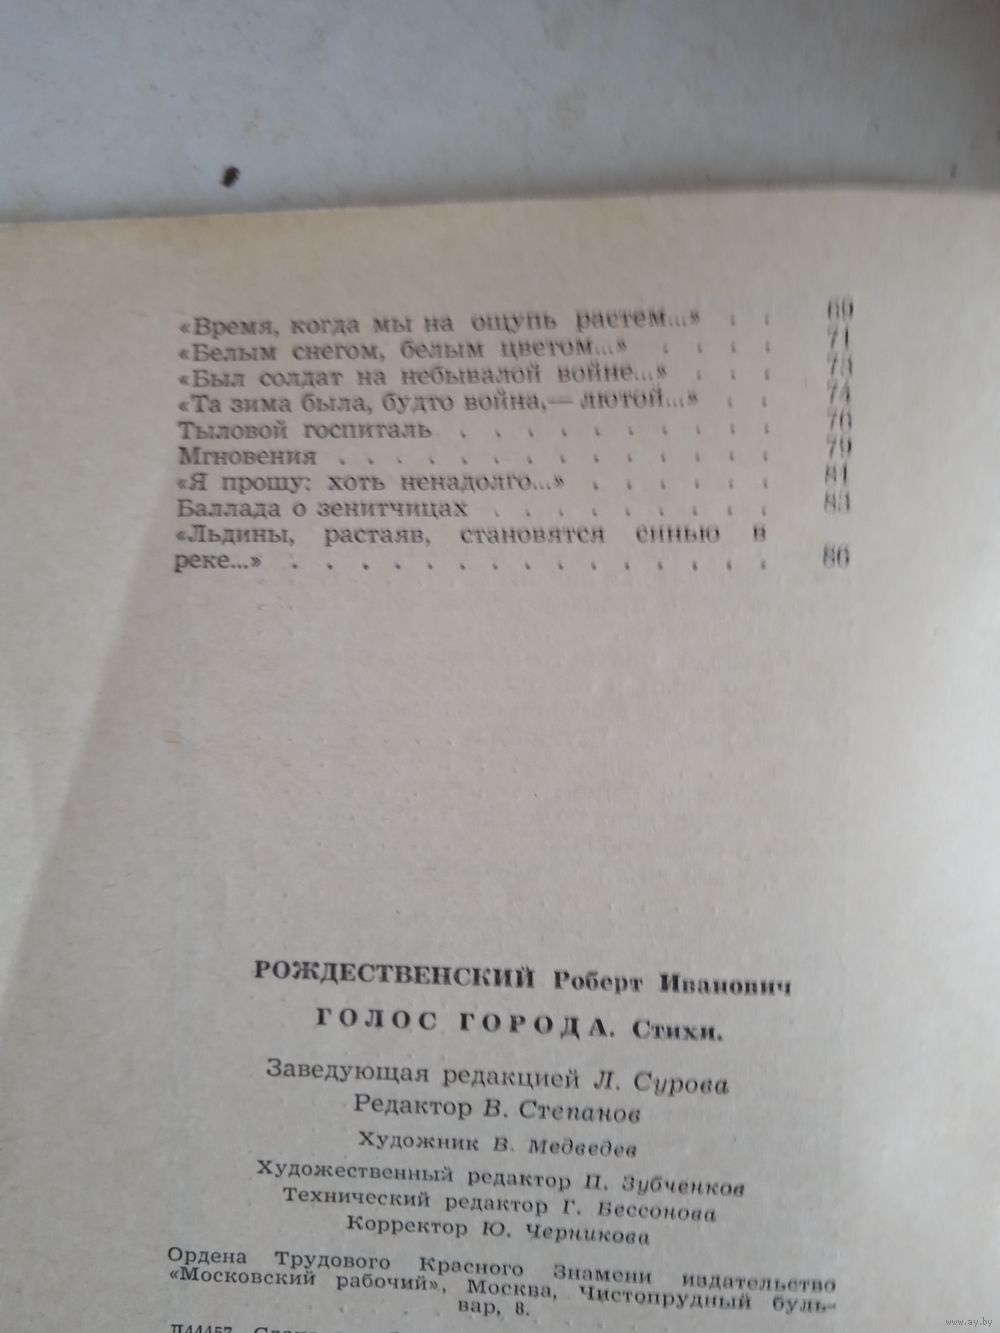 «Время, когда мы на ощупь растем...» . . 69
«Белым снегом, белым цветом...» . . . . 71
«Был солдат на небывалой войне...» . . . 73
«Та зима была, будто война,— лютой...» . . 74
Тыловой госпиталь . . . . . . . . . . 76
Мгновения . . . . . . . . . . . . . . 79
«Я прошу: хоть ненадолго...» . . . . . . 81
Баллада о зенитчицах . . . . . . . . . 83
«Льдины, растаяв, становятся синью в
реке...» . . . . . . . . . . . . . . . 86
РОЖДЕСТВЕНСКИЙ Роберт Иванович
ГОЛОС ГОРОДА. Стихи.
Заведующая редакцией Л. Сурова
Редактор В. Степанов
Художник В. Медведев
Художественный редактор П. Зубченков
Технический редактор Г. Бессонова
Корректор Ю. Черникова
Ордена Трудового Красного Знамени издательство
«Московский рабочий», Москва, Чистопрудный буль-
вар, 8.
Л44457
www.ay.by